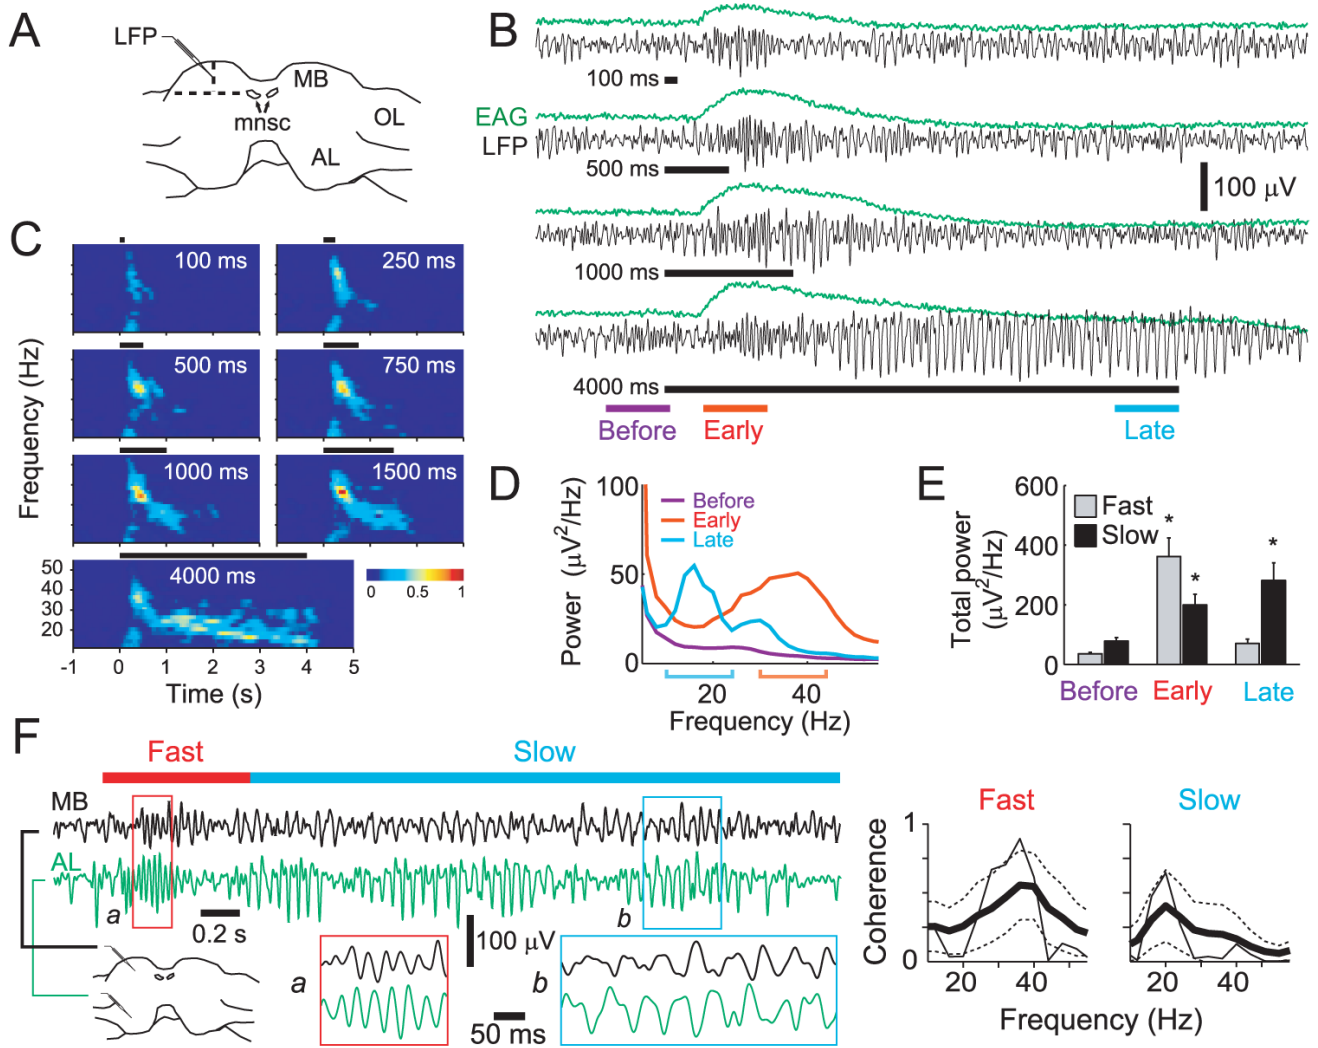 A
LFP
MB
mnsc
OL
AL
B
100 ms
EAG
LFP
500 ms
100 µV
1000 ms
4000 ms
Before
Early
Late
C
Frequency (Hz)
100 ms
250 ms
500 ms
750 ms
1000 ms
1500 ms
4000 ms
50
40
30
20
0
0.5
1
-1
0
1
2
3
4
5
Time (s)
D
Power (µV²/Hz)
100
50
0
Before
Early
Late
20
40
Frequency (Hz)
E
Total power
(µV²/Hz)
600
400
200
0
Fast
Slow
*
*
*
Before
Early
Late
F
Fast
Slow
MB
AL
a
0.2 s
b
100 µV
a
50 ms
b
Fast
Slow
Coherence
1
0
20
40
20
40
Frequency (Hz)